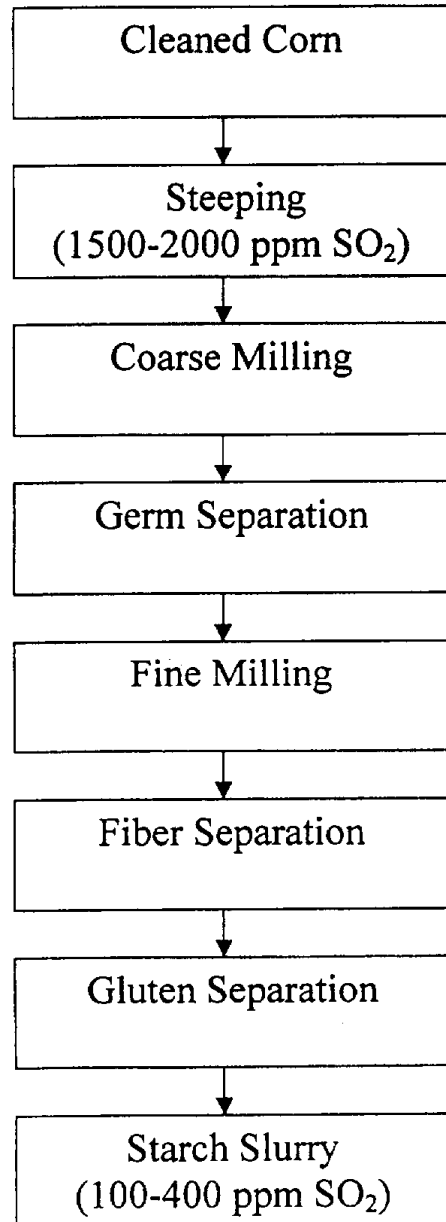 Cleaned Corn
Steeping
(1500-2000 ppm SO₂)
Coarse Milling
Germ Separation
Fine Milling
Fiber Separation
Gluten Separation
Starch Slurry
(100-400 ppm SO₂)